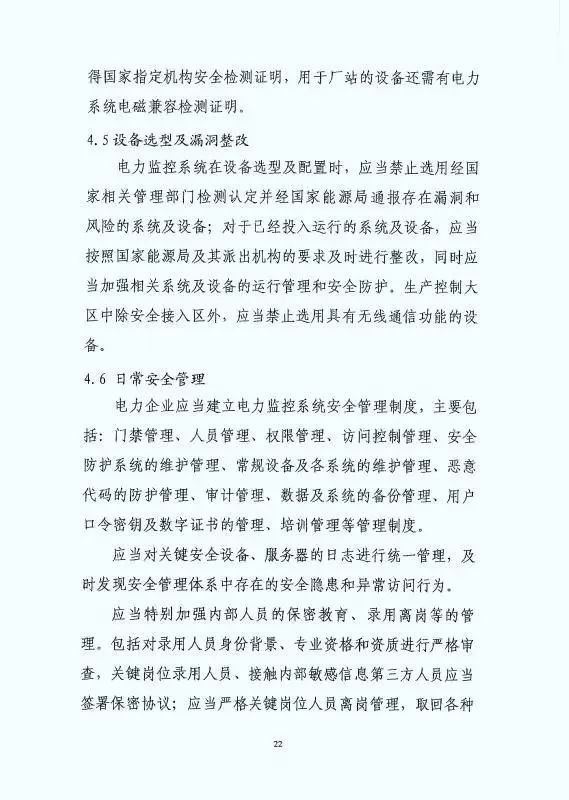 得国家指定机构安全检测证明，用于厂站的设备还需有电力
系统电磁兼容检测证明。
4.5设备选型及漏洞整改
电力监控系统在设备选型及配置时，应当禁止选用经国
家相关管理部门检测认定并经国家能源局通报存在漏洞和
风险的系统及设备；对于已经投入运行的系统及设备，应当
按照国家能源局及其派出机构的要求及时进行整改，同时应
当加强相关系统及设备的运行管理和安全防护。生产控制大
区中除安全接入区外，应当禁止选用具有无线通信功能的设
备。
4.6 日常安全管理
电力企业应当建立电力监控系统安全管理制度，主要包
括：门禁管理、人员管理、权限管理、访问控制管理、安全
防护系统的维护管理、常规设备及各系统的维护管理、恶意
代码的防护管理、审计管理、数据及系统的备份管理、用户
口令密钥及数字证书的管理、培训管理等管理制度。
应当对关键安全设备、服务器的日志进行统一管理，及
时发现安全管理体系中存在的安全隐患和异常访问行为。
应当特别加强内部人员的保密教育、录用离岗等的管
理。包括对录用人员身份背景、专业资格和资质进行严格审
查，关键岗位录用人员、接触内部敏感信息第三方人员应当
签署保密协议；应当严格关键岗位人员离岗管理，取回各种
22